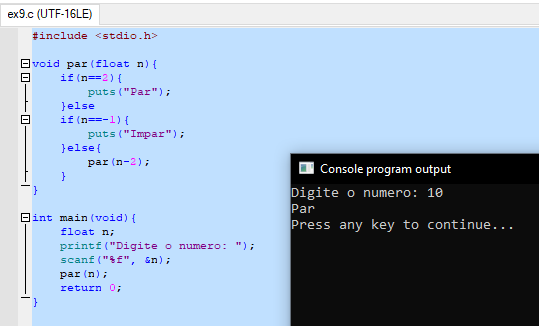 ex9.c (UTF-16LE)
#include <stdio.h>
void par(float n){
if(n==2){
puts("Par");
}else
if(n==-1){
puts("Impar");
}else{
par(n-2);
}
}
int main(void){
float n;
printf("Digite o numero: ");
scanf("%f", &n);
par(n);
return 0;
}
Console program output
Digite o numero: 10
Par
Press any key to continue...